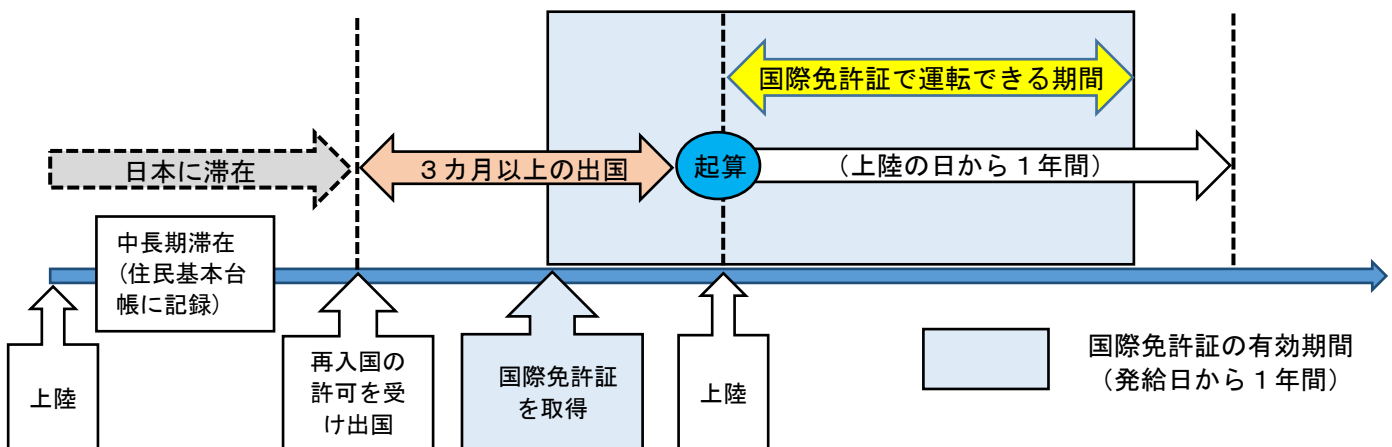 国際免許証で運転できる期間
日本に滞在
３カ月以上の出国
起算
（上陸の日から１年間）
中長期滞在
（住民基本台
帳に記録）
上陸
再入国の
許可を受
け出国
国際免許証
を取得
上陸
国際免許証の有効期間
（発給日から１年間）